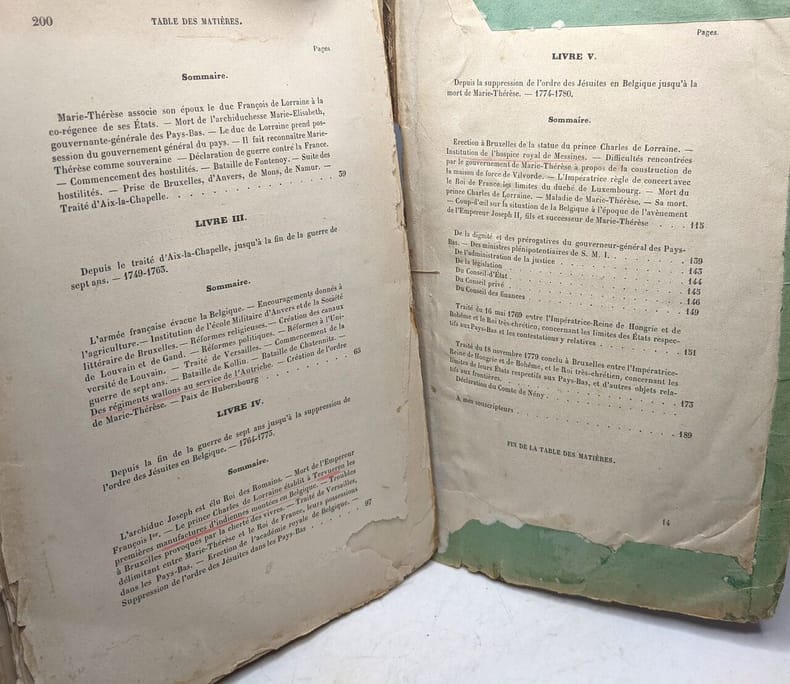 200
TABLE DES MATIÈRES.
Pages
Sommaire.
Marie-Thérèse associe son époux le duc François de Lorraine à la
co-régence de ses États. — Mort de l'archiduchesse Marie-Elisabeth,
gouvernante-générale des Pays-Bas. — Le duc de Lorraine prend pos-
session du gouvernement général du pays. — Il fait reconnaître Marie-
Thérèse comme souveraine — Déclaration de guerre contre la France.
— Commencement des hostilités. — Bataille de Fontenoy. — Suite des
hostilités. — Prise de Bruxelles, d'Anvers, de Mons, de Namur. —
Traité d'Aix-la-Chapelle. . . . . . . . . . . . . 59
LIVRE III.
Depuis le traité d'Aix-la-Chapelle, jusqu'à la fin de la guerre de
sept ans. — 1749-1763.
Sommaire.
L'armée française évacue la Belgique. — Encouragements donnés à
l'agriculture. — Institution de l'école Militaire d'Anvers et de la Société
littéraire de Bruxelles. — Réformes religieuses. — Création des canaux
de Louvain et de Gand. — Réformes politiques. — Réformes à l'Uni-
versité de Louvain. — Traité de Versailles. — Commencement de la
guerre de sept ans. — Bataille de Kollin. — Bataille de Chatennitz. —
Des régiments wallons au service de l'Autriche. — Création de l'ordre
de Marie-Thérèse. — Paix de Hubersbourg . . . . . . . 65
LIVRE IV.
Depuis la fin de la guerre de sept ans jusqu'à la suppression de
l'ordre des Jésuites en Belgique. — 1764-1773.
Sommaire.
L'archiduc Joseph est élu Roi des Romains. — Mort de l'Empereur
François Ier. — Le prince Charles de Lorraine établit à Tervueren les
premières manufactures d'indiennes montées en Belgique. — Troubles
à Bruxelles provoqués par la cherté des vivres. — Traité de Versailles,
délimitant entre Marie-Thérèse et le Roi de France, leurs possessions
dans les Pays-Bas. — Erection de l'académie royale de Belgique. —
Suppression de l'ordre des Jésuites dans les Pays-Bas . . . . . 97
Pages.
LIVRE V.
Depuis la suppression de l'ordre des Jésuites en Belgique jusqu'à la
mort de Marie-Thérèse. — 1774-1780.
Sommaire.
Erection à Bruxelles de la statue du prince Charles de Lorraine. —
Institution de l'hospice royal de Messines. — Difficultés rencontrées
par le gouvernement de Marie-Thérèse à propos de la construction de
la maison de force de Vilvorde. — L'Impératrice règle de concert avec
le Roi de France les limites du duché de Luxembourg. — Mort du
prince Charles de Lorraine. — Maladie de Marie-Thérèse. — Sa mort.
— Coup-d'œil sur la situation de la Belgique à l'époque de l'avènement
de l'Empereur Joseph II, fils et successeur de Marie-Thérèse . . . 115
De la dignité et des prérogatives du gouverneur-général des Pays-
Bas. — Des ministres plénipotentiaires de S. M. I. . . . . . . 139
De l'administration de la justice . . . . . . . . . 143
De la législation . . . . . . . . . . . 144
Du Conseil-d'État . . . . . . . . . . . 145
Du Conseil privé . . . . . . . . . . . 146
Du Conseil des finances . . . . . . . . . . 149
Traité du 16 mai 1769 entre l'Impératrice-Reine de Hongrie et de
Bohême et le Roi très-chrétien, concernant les limites des États respec-
tifs aux Pays-Bas et les contestations y relatives . . . . . . 151
Traité du 18 novembre 1779 conclu à Bruxelles entre l'Impératrice-
Reine de Hongrie et de Bohême, et le Roi très-chrétien, concernant les
limites de leurs États respectifs aux Pays-Bas, et d'autres objets rela-
tifs aux frontières. . . . . . . . . . . 173
Déclaration du Comte de Nény
A mes souscripteurs . . . . . . . . . . 189
FIN DE LA TABLE DES MATIÈRES.
14